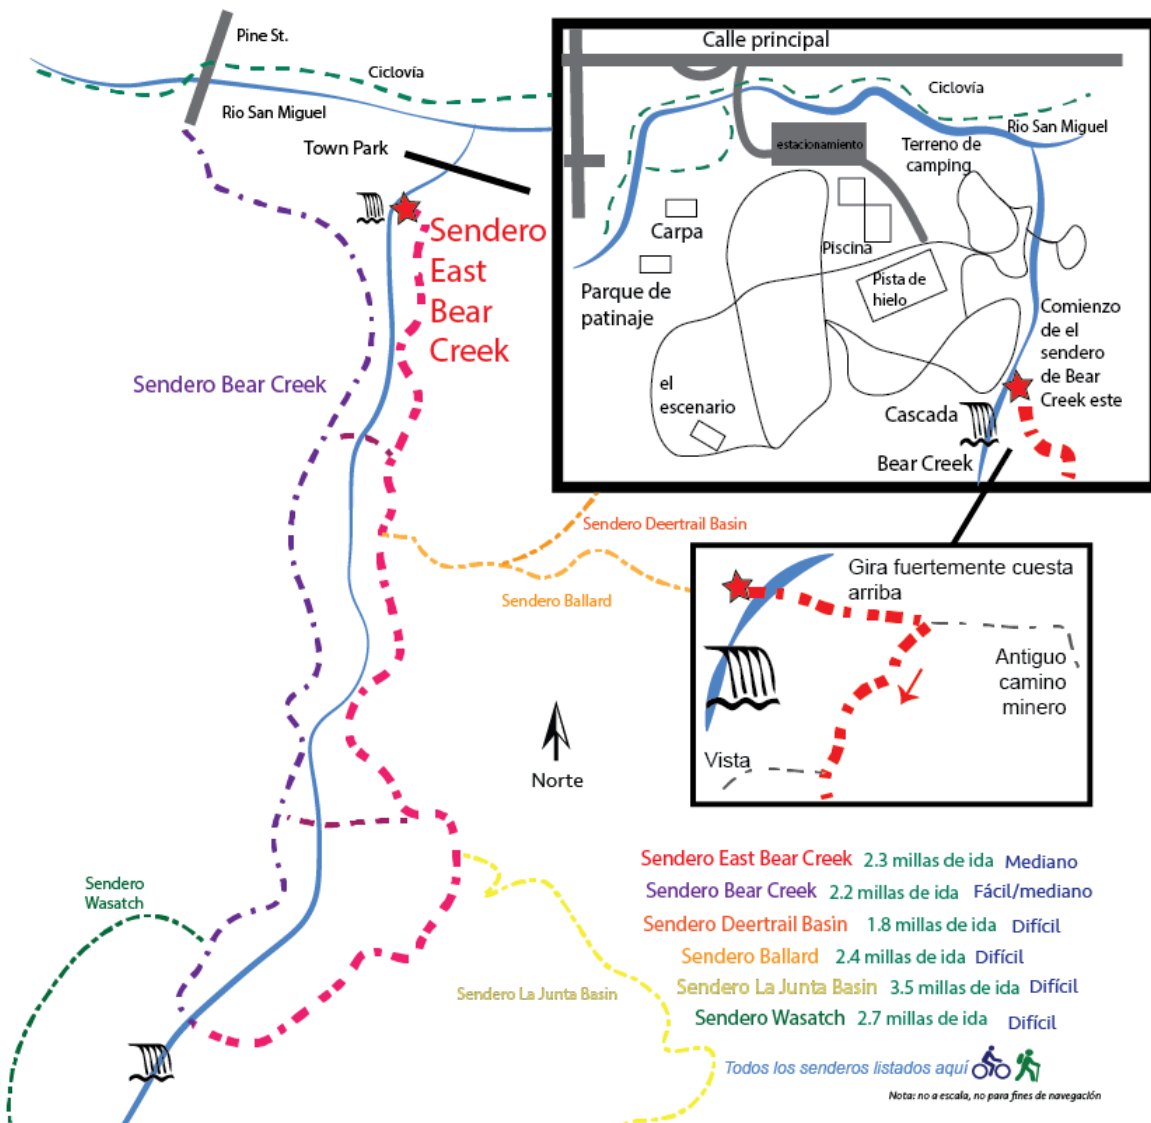 Pine St.
Ciclovía
Rio San Miguel
Town Park
Sendero
East
Bear
Creek
Sendero Bear Creek
Calle principal
Ciclovía
Rio San Miguel
estacionamiento
Terreno de
camping
Carpa
Piscina
Parque de
patinaje
Pista de
hielo
Comienzo
de el
sendero
de Bear
Creek este
el
escenario
Cascada
Bear Creek
Sendero Deertrail Basin
Sendero Ballard
Gira fuertemente cuesta
arriba
Antiguo
camino
minero
Vista
Norte
Sendero
Wasatch
Sendero La Junta Basin
Sendero East Bear Creek 2.3 millas de ida Mediano
Sendero Bear Creek 2.2 millas de ida Fácil/mediano
Sendero Deertrail Basin 1.8 millas de ida Difícil
Sendero Ballard 2.4 millas de ida Difícil
Sendero La Junta Basin 3.5 millas de ida Difícil
Sendero Wasatch 2.7 millas de ida Difícil
Todos los senderos listados aquí
Nota: no a escala, no para fines de navegación